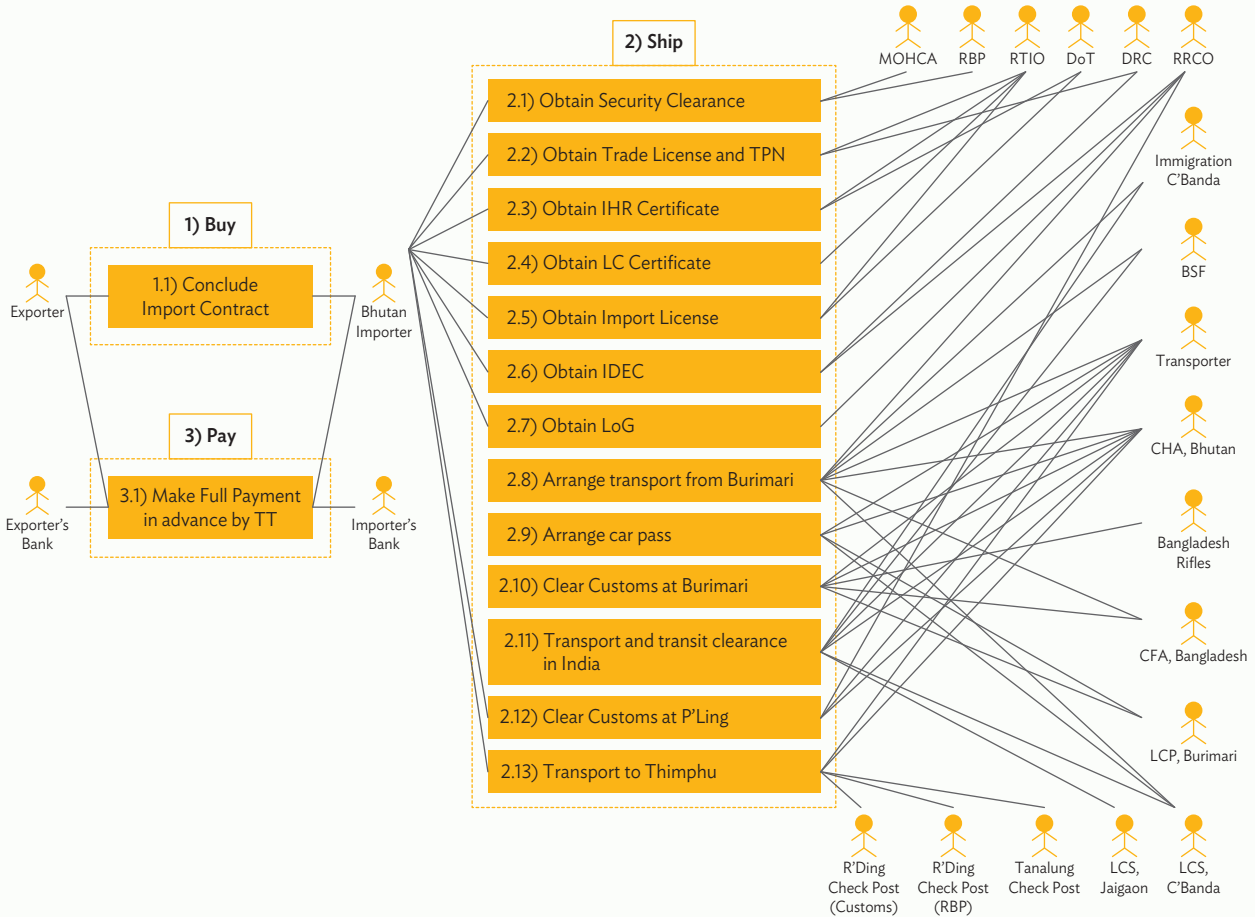 2) Ship
MOHCA
RBP
RTIO
DoT
DRC
RRCO
2.1) Obtain Security Clearance
2.2) Obtain Trade License and TPN
2.3) Obtain IHR Certificate
2.4) Obtain LC Certificate
2.5) Obtain Import License
2.6) Obtain IDEC
2.7) Obtain LoG
2.8) Arrange transport from Burimari
2.9) Arrange car pass
2.10) Clear Customs at Burimari
2.11) Transport and transit clearance
in India
2.12) Clear Customs at P'Ling
2.13) Transport to Thimphu
1) Buy
1.1) Conclude
Import Contract
Exporter
Bhutan
Importer
3) Pay
3.1) Make Full Payment
in advance by TT
Exporter's
Bank
Importer's
Bank
Immigration
C'Banda
BSF
Transporter
CHA, Bhutan
Bangladesh
Rifles
CFA, Bangladesh
LCP, Burimari
R'Ding
Check Post
(Customs)
R'Ding
Check Post
(RBP)
Tanalung
Check Post
LCS,
Jaigaon
LCS,
C'Banda